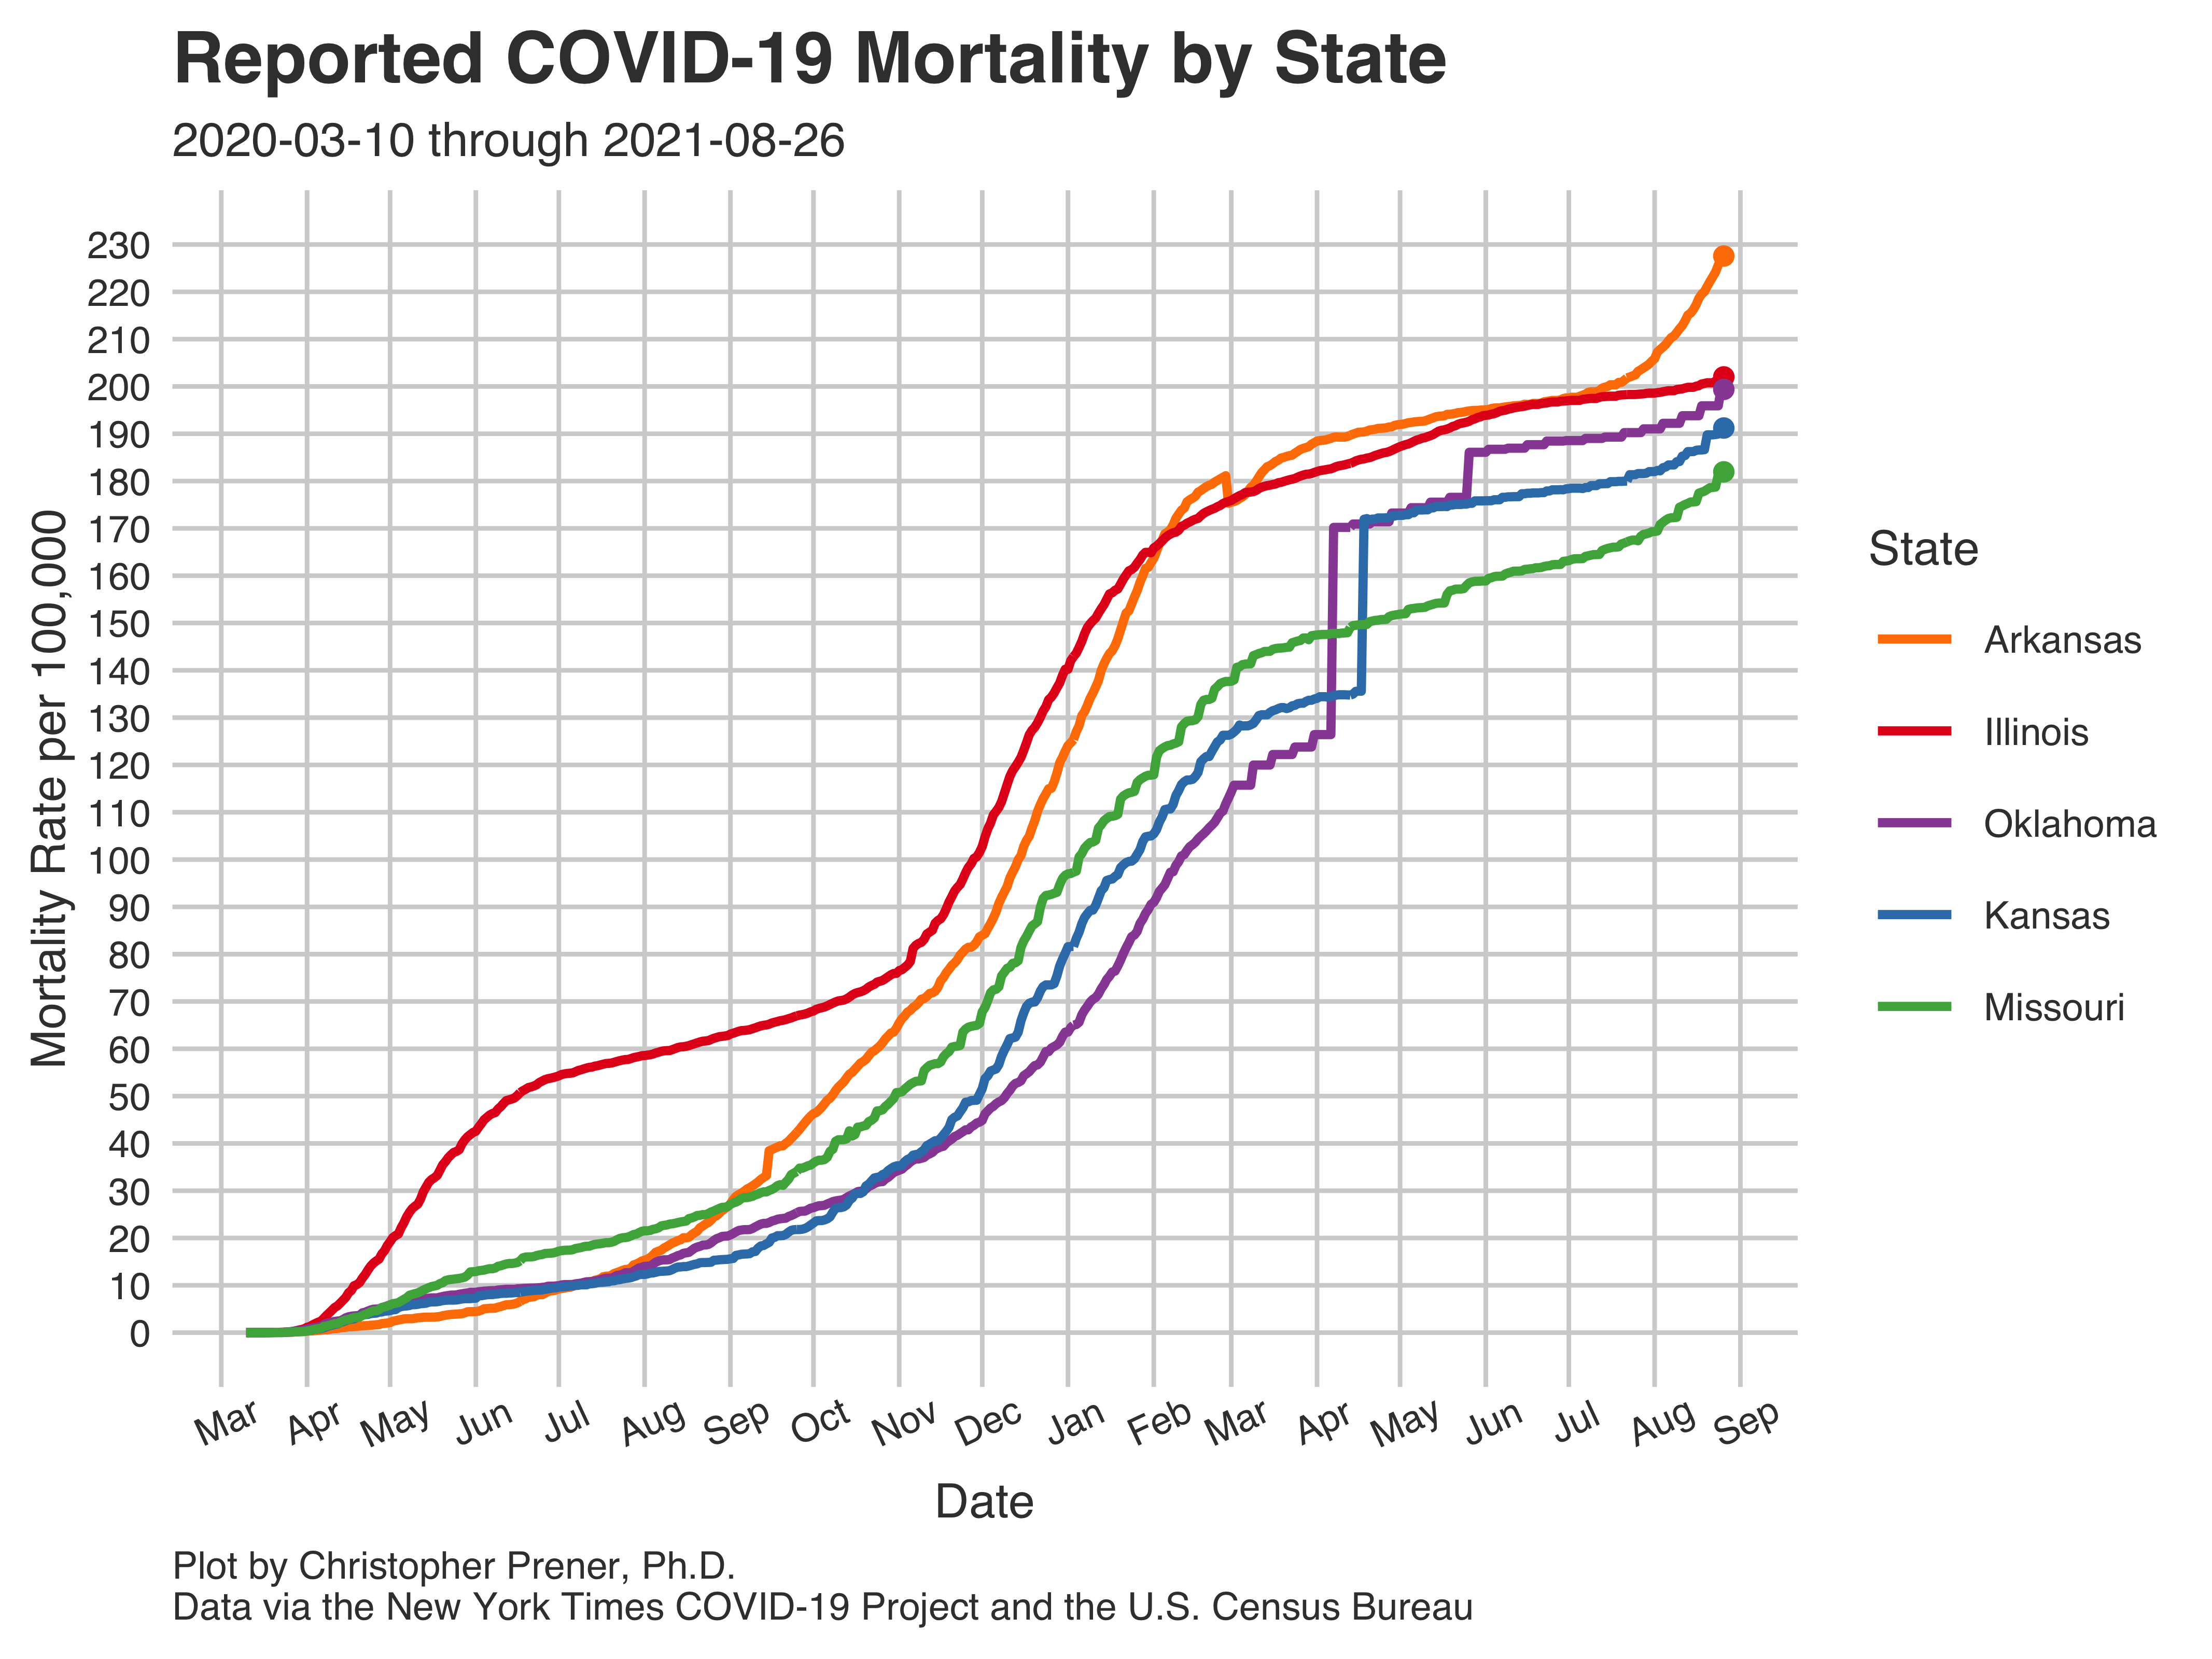 Reported COVID-19 Mortality by State
2020-03-10 through 2021-08-26
Mortality Rate per 100,000
230
220
210
200
190
180
170
160
150
140
130
120
110
100
90
80
70
60
50
40
30
20
10
0
Mar Apr May Jun Jul Aug Sep Oct Nov Dec Jan Feb Mar Apr May Jun Jul Aug Sep
Date
State
Arkansas
Illinois
Oklahoma
Kansas
Missouri
Plot by Christopher Prener, Ph.D.
Data via the New York Times COVID-19 Project and the U.S. Census Bureau